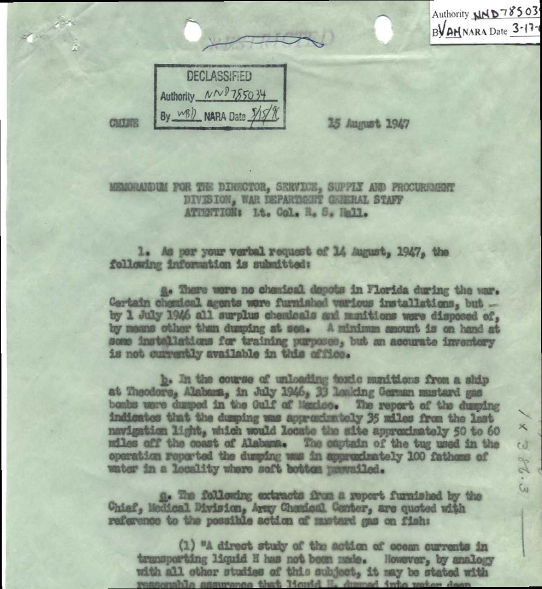 Authority NND 785034
By VAH NARA Date 3-17-
DECLASSIFIED
Authority NND 785034
By WBD NARA Date
15 August 1947
MEMORANDUM FOR THE DIRECTOR, SERVICE, SUPPLY AND PROCUREMENT
DIVISION, WAR DEPARTMENT GENERAL STAFF
ATTENTION: Lt. Col. R. S. Hall.
1. As per your verbal request of 14 August, 1947, the
following information is submitted:
a. There were no chemical depots in Florida during the war.
Certain chemical agents were furnished various installations, but -
by 1 July 1946 all surplus chemicals and munitions were disposed of,
by means other than dumping at sea. A minimum amount is on hand at
some installations for training purposes, but an accurate inventory
is not currently available in this office.
b. In the course of unloading toxic munitions from a ship
at Theodore, Alabama, in July 1946, 33 leaking German mustard gas
bombs were dumped in the Gulf of Mexico. The report of the dumping
indicates that the dumping was approximately 35 miles from the last
navigation light, which would locate the site approximately 50 to 60
miles off the coast of Alabama. The captain of the tug used in the
operation reported the dumping was in approximately 100 fathoms of
water in a locality where soft bottom prevailed.
c. The following extracts from a report furnished by the
Chief, Medical Division, Army Chemical Center, are quoted with
reference to the possible action of mustard gas on fish:
(1) "A direct study of the action of ocean currents in
transporting liquid H has not been made. However, by analogy
with all other studies of this subject, it may be stated with
reasonable assurance that liquid H, dumped into water deep